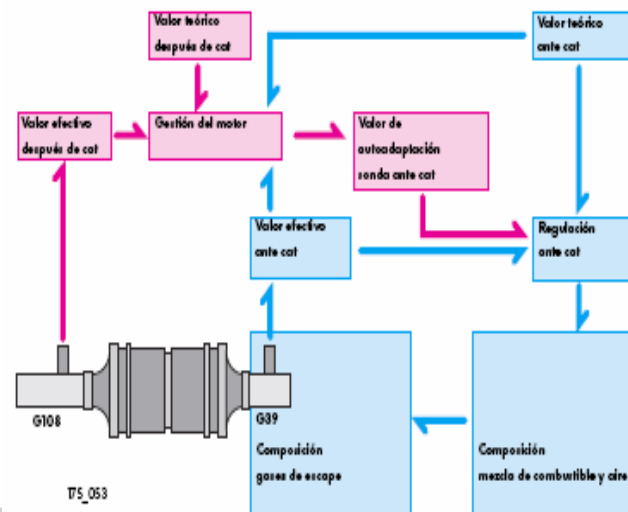 Valor teórico
después de cat
Valor teórico
ante cat
Valor efectivo
después de cat
Gestión del motor
Valor de
autoadaptación
sonda ante cat
Valor efectivo
ante cat
Regulación
ante cat
G108
G39
Composición
gases de escape
Composición
mezcla de combustible y aire
175_053